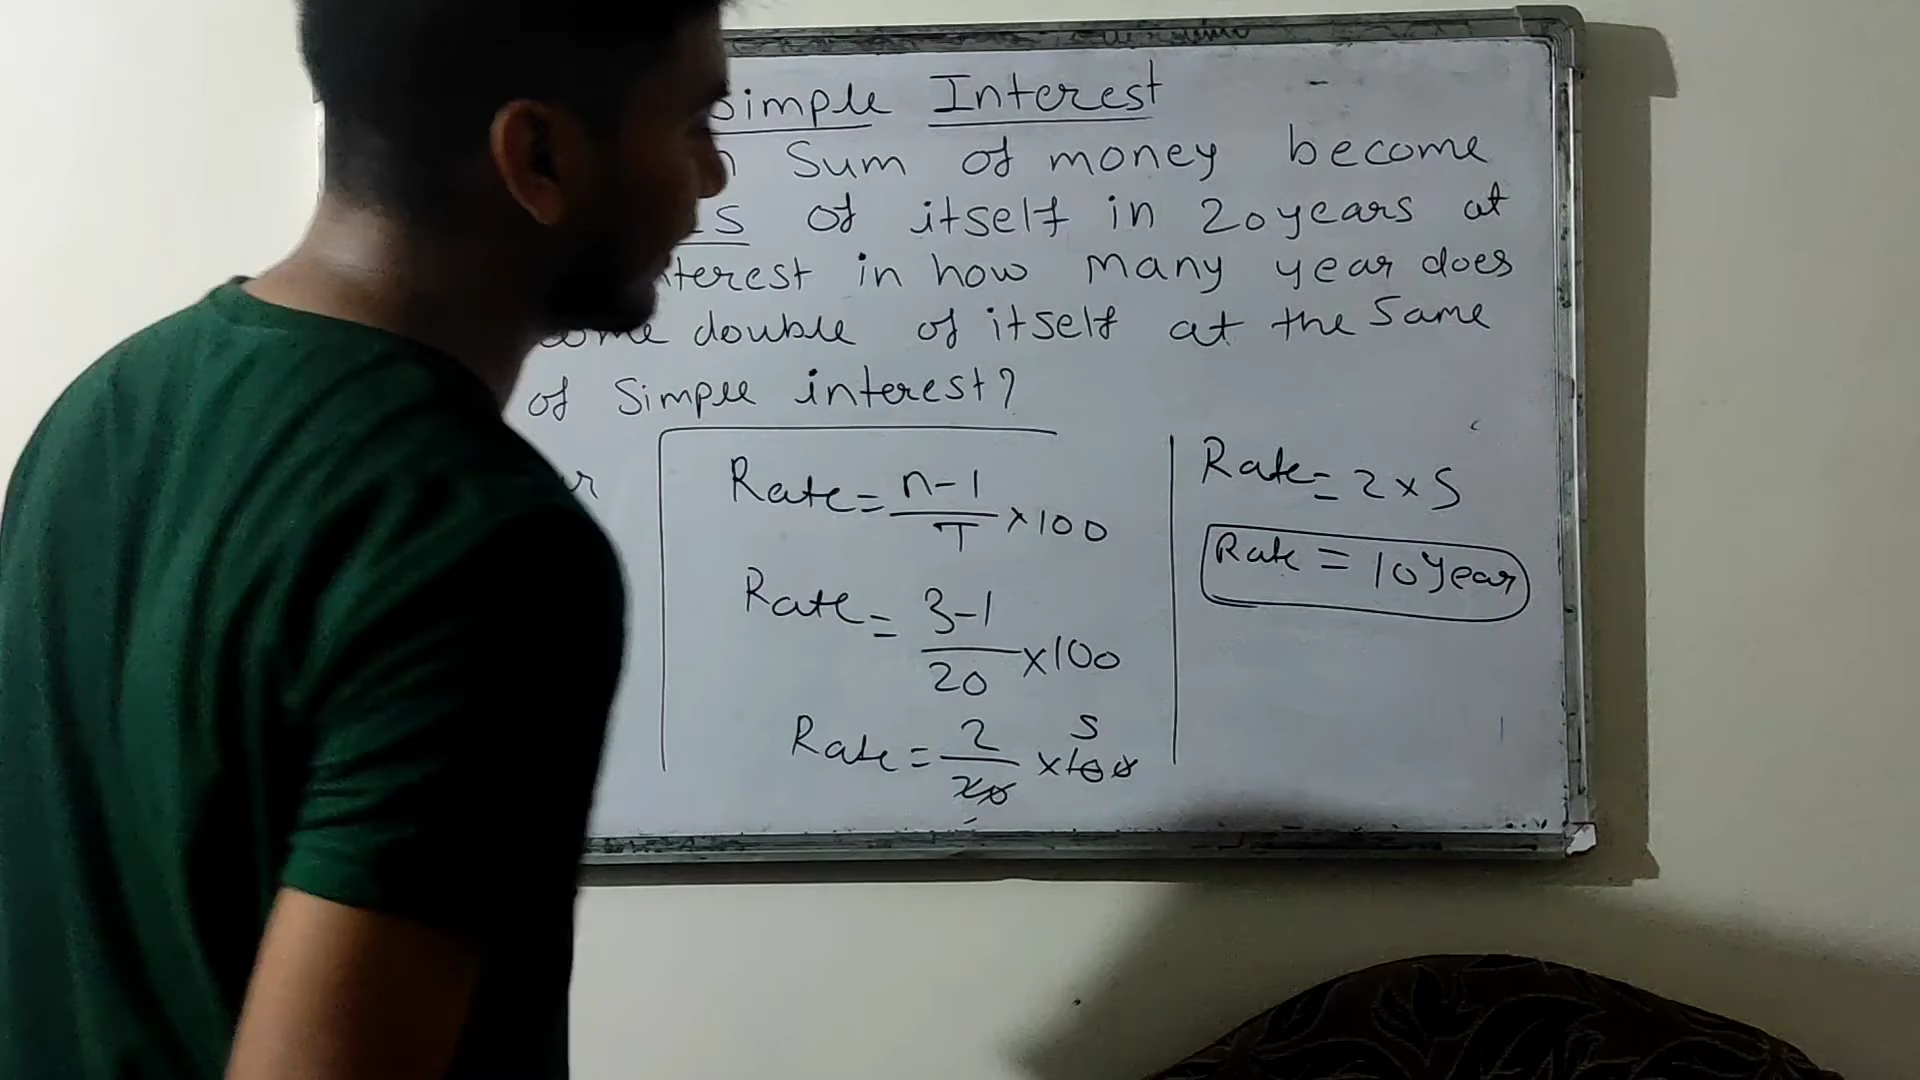 Simple Interest
Sum of money become
of itself in 20 years at
interest in how many year does
double of itself at the Same
of Simple interest?
Rate = n-1/T ×100
Rate = 3-1/20 ×100
Rate = 2/20 ×100 5
Rate = 2×5
Rate = 10 Year